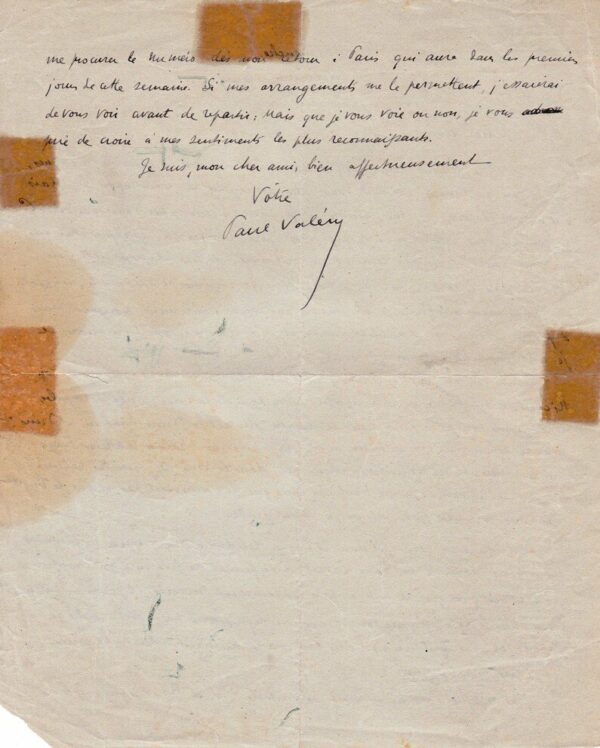 me procurer le numéro dès mon retour à Paris qui aura dans les premiers
jours de cette semaine. Si mes arrangements me le permettent, j'essaierai
de vous voir avant de repartir ; mais que je vous voie ou non, je vous
prie de croire à mes sentiments les plus reconnaissants.
Je suis, mon cher ami, bien affectueusement
Vôtre
Paul Valéry